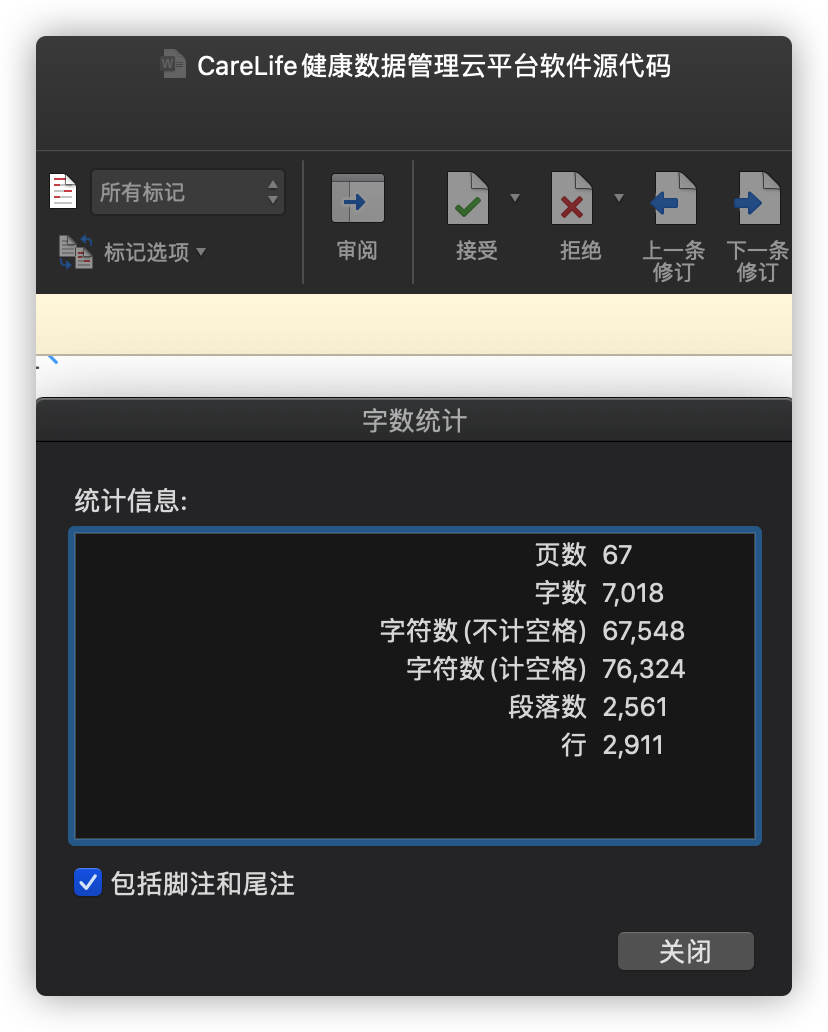 CareLife健康数据管理云平台软件源代码
所有标记
标记选项
审阅
接受
拒绝
上一条
修订
下一条
修订
字数统计
统计信息:
页数 67
字数 7,018
字符数(不计空格) 67,548
字符数(计空格) 76,324
段落数 2,561
行 2,911
包括脚注和尾注
关闭